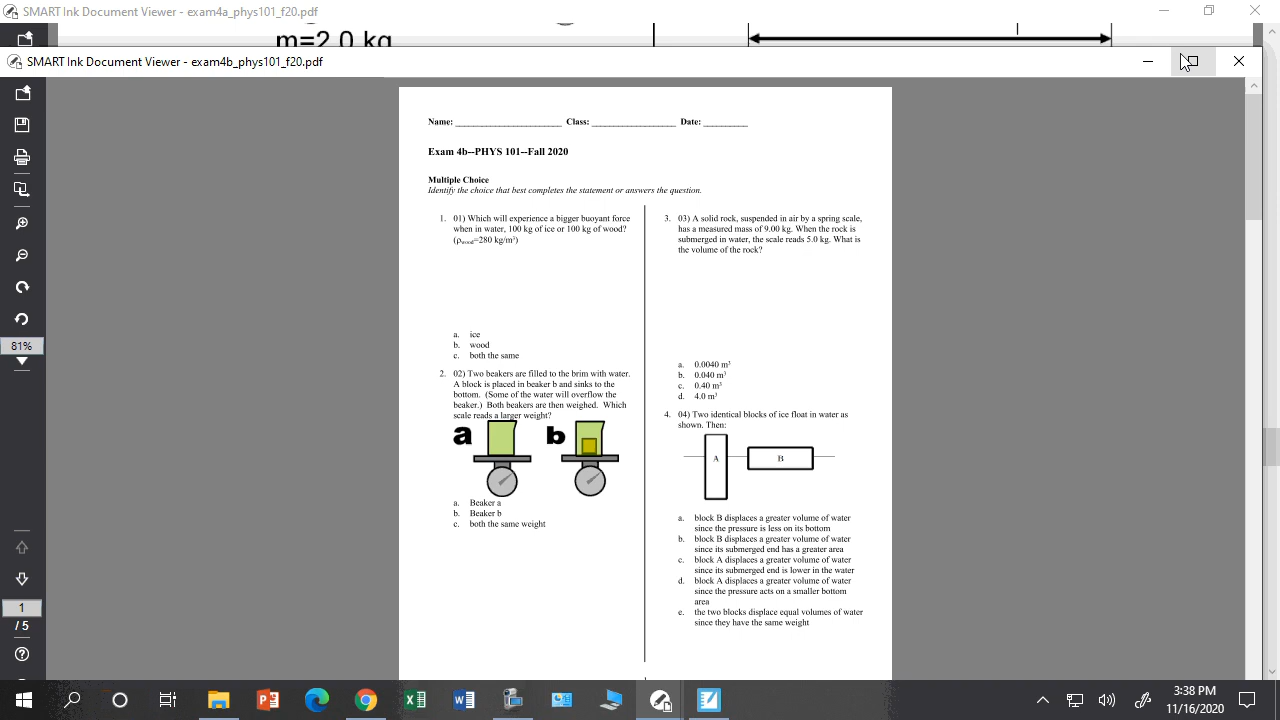 SMART Ink Document Viewer - exam4a_phys101_f20.pdf
m=2.0 kg
SMART Ink Document Viewer - exam4b_phys101_f20.pdf
Name: ________________________ Class: ___________________ Date: __________
Exam 4b--PHYS 101--Fall 2020
Multiple Choice
Identify the choice that best completes the statement or answers the question.
1. 01) Which will experience a bigger buoyant force
when in water, 100 kg of ice or 100 kg of wood?
(ρwood=280 kg/m³)
a. ice
b. wood
c. both the same
2. 02) Two beakers are filled to the brim with water.
A block is placed in beaker b and sinks to the
bottom. (Some of the water will overflow the
beaker.) Both beakers are then weighed. Which
scale reads a larger weight?
a b
a. Beaker a
b. Beaker b
c. both the same weight
3. 03) A solid rock, suspended in air by a spring scale,
has a measured mass of 9.00 kg. When the rock is
submerged in water, the scale reads 5.0 kg. What is
the volume of the rock?
a. 0.0040 m³
b. 0.040 m³
c. 0.40 m³
d. 4.0 m³
4. 04) Two identical blocks of ice float in water as
shown. Then:
A B
a. block B displaces a greater volume of water
since the pressure is less on its bottom
b. block B displaces a greater volume of water
since its submerged end has a greater area
c. block A displaces a greater volume of water
since its submerged end is lower in the water
d. block A displaces a greater volume of water
since the pressure acts on a smaller bottom
area
e. the two blocks displace equal volumes of water
since they have the same weight
81%
1
/ 5
3:38 PM
11/16/2020